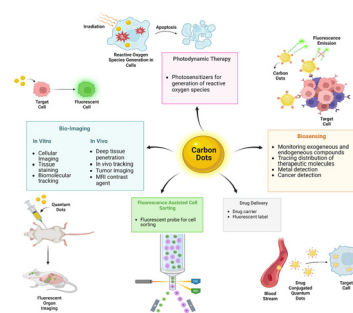 Irradiation
Apoptosis
Reactive Oxygen
Species Generation in
Cells
Fluorescence
Emission
Carbon
Dots
Target
Cell
Photodynamic Therapy
Photosensitizers for
generation of reactive
oxygen species
Target
Cell
Fluorescent
Cell
Bio-Imaging
In Vitro
Cellular
Imaging
Tissue
staining
Biomolecular
tracking
In Vivo
Deep tissue
penetration
In vivo tracking
Tumor imaging
MRI contrast
agent
Carbon
Dots
Biosensing
Monitoring exogeneous and
endogeneous compounds
Tracing distribution of
therapeutic molecules
Metal detection
Cancer detection
Fluorescence Assisted Cell
Sorting
Fluorescent probe for cell
sorting
Drug Delivery
Drug carrier
Fluorescent label
Quantum
Dots
Fluorescent
Organ
Imaging
Blood
Stream
Drug
Conjugated
Quantum
Dots
Target
Cell